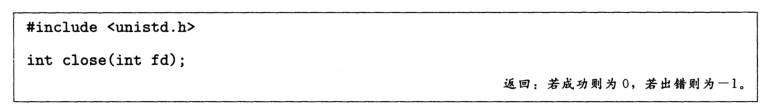 #include <unistd.h>
int close(int fd);
返回：若成功则为 0，若出错则为－1。